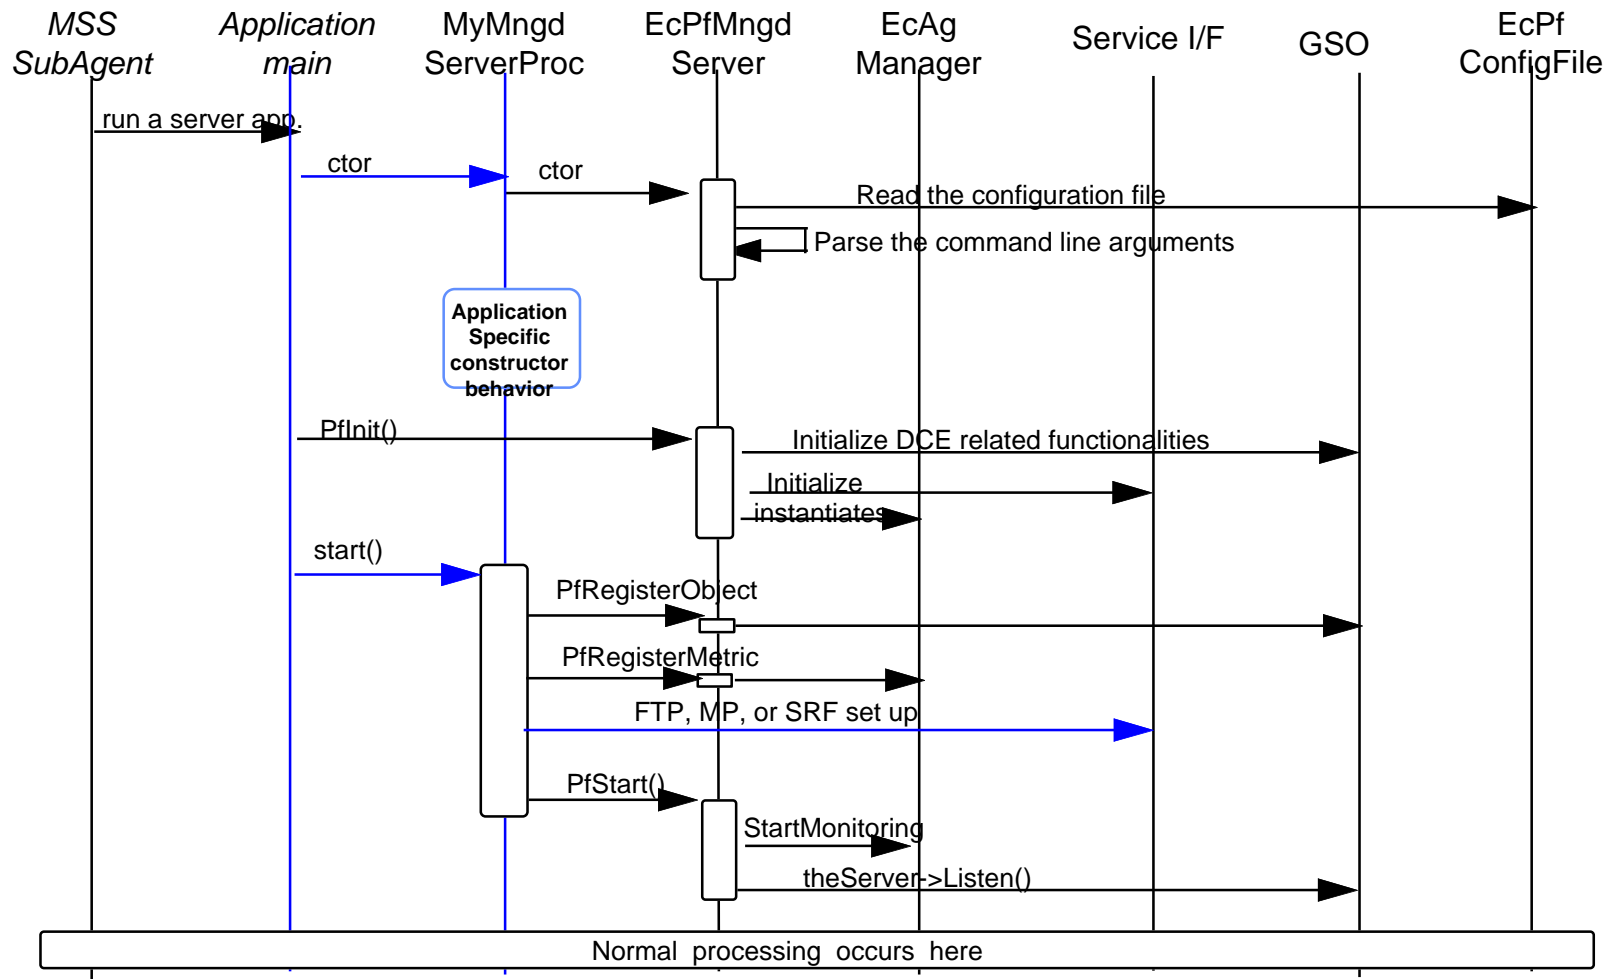 MSS
SubAgent
Application
main
MyMngd
ServerProc
EcPfMngd
Server
EcAg
Manager
Service I/F
GSO
EcPf
ConfigFile
run a server app.
ctor
ctor
Read the configuration file
Parse the command line arguments
Application
Specific
constructor
behavior
PfInit()
Initialize DCE related functionalities
Initialize
instantiates
start()
PfRegisterObject
PfRegisterMetric
FTP, MP, or SRF set up
PfStart()
StartMonitoring
theServer->Listen()
Normal processing occurs here